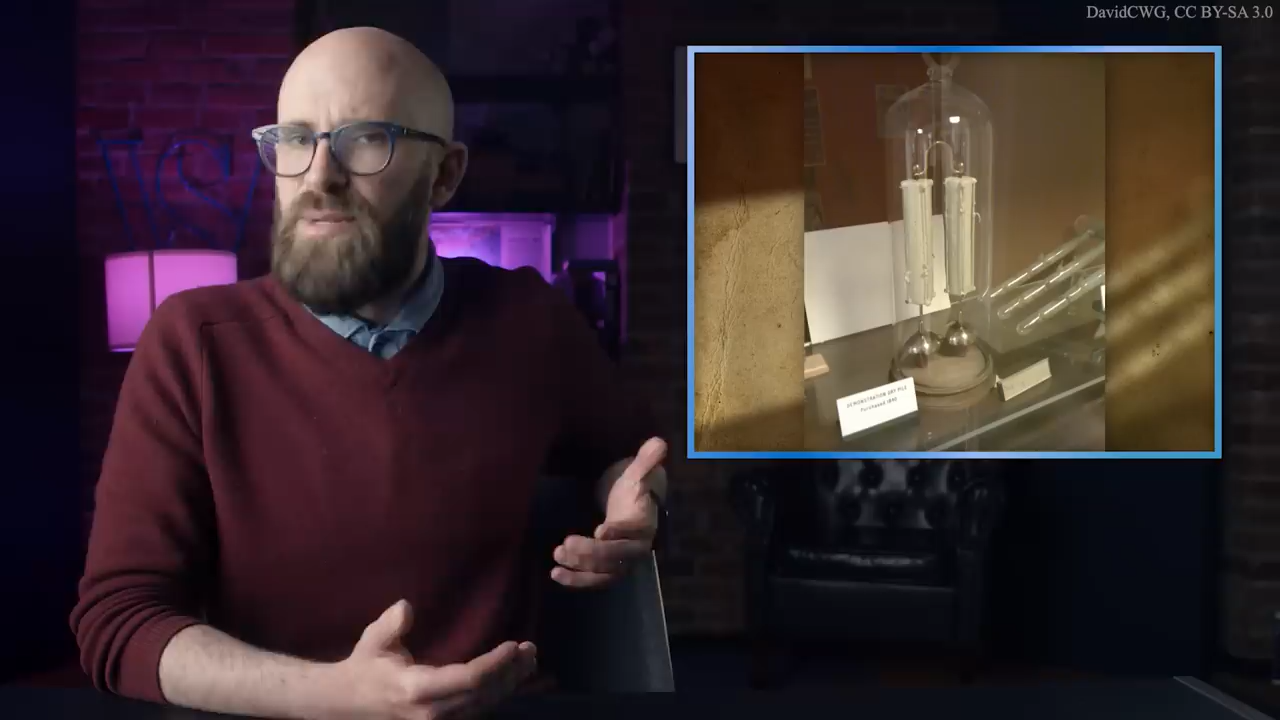 DavidCWG, CC BY-SA 3.0
DEMONSTRATION DRY PILE
Purchased 1840